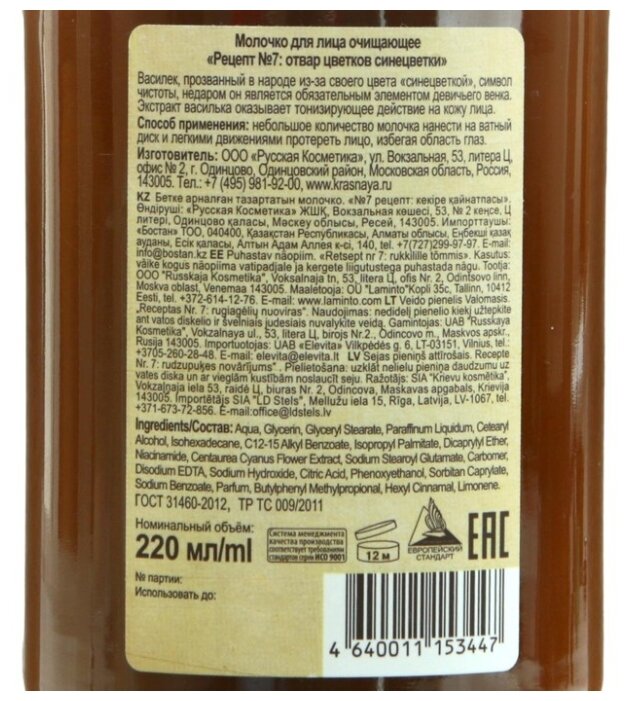 Молочко для лица очищающее
«Рецепт №7: отвар цветков синецветки»
Василек, прозванный в народе из-за своего цвета «синецветкой», символ
чистоты, недаром он является обязательным элементом девичьего венка.
Экстракт василька оказывает тонизирующее действие на кожу лица.
Способ применения: небольшое количество молочка нанести на ватный
диск и легкими движениями протереть лицо, избегая область глаз.
Изготовитель: ООО «Русская Косметика», ул. Вокзальная, 53, литера Ц,
офис № 2, г. Одинцово, Одинцовский район, Московская область, Россия,
143005. Тел.: +7 (495) 981-92-00, www.krasnaya.ru
KZ Бетке арналған тазартатын молочко. «№7 рецепт: кекіре қайнатпасы».
Өндіруші: «Русская Косметика» ЖШҚ, Вокзальная көшесі, 53, № 2 кеңсе, Ц
литері, Одинцово қаласы, Мәскеу облысы, Ресей, 143005. Импорттаушы:
«Бостан» ТОО, 040400, Қазақстан Республикасы, Алматы облысы, Еңбекші қазақ
ауданы, Есік қаласы, Алтын Адам Аллея к-сі, 140, тел.: +7(727)299-97-97. E-mail:
info@bostan.kz EE Puhastav näopiim. «Retsept nr 7: rukkilille tõmmis». Kasutus:
väike kogus näopiima vatipadjale ja kergete liigutustega puhastada nägu. Tootja:
OOO "Russkaja Kosmetika", Voksalnaja tn, 53, litera C, ofis Nr 2, Odintsovo linn,
Moskva oblast, Venemaa 143005. Maaletooja: OÜ "Laminto"Kopli 35c, Tallinn, 10412
Eesti, tel. +372-614-12-76. E-mail: www.laminto.com LT Veido pienelis Valomasis.
„Receptas Nr. 7: rugiagėlių nuoviras". Naudojimas: nedidelį pienelio kiekį užtepkite
ant vatos diskelio ir švelniais judesiais nuvalykite veidą. Gamintojas: UAB "Russkaya
Kosmetika", Vokzalnaya ul., 53, litera Ц, birojs Nr.2., Odincovo m., Maskvos apskr.,
Rusija 143005. Importuotojas: UAB «Elevita» Vilkpėdės g. 6, LT-03151, Vilnius, tel.:
+3705-260-28-48. E-mail: elevita@elevita.lt LV Sejas pieniņš attīrošais. Recepte
Nr. 7: rudzupuķes novārījums" . Pielietošana: uzklāt nelielu pieniņa daudzumu uz
vates diska un ar vieglām kustībām noslaucīt seju. Ražotājs: SIA "Krievu kosmētika",
Vokzaļnaja iela 53, raidė Ц, biuras Nr. 2, Odincova, Maskavas apgabals, Krievija
143005. Importētājs SIA "LD Stels", Mellužu iela 15, Rīga, Latvija, LV-1067, tel.
+371-673-72-856. E-mail:office@ldstels.lv
Ingredients/Состав: Aqua, Glycerin, Glyceryl Stearate, Paraffinum Liquidum, Cetearyl
Alcohol, Isohexadecane, C12-15 Alkyl Benzoate, Isopropyl Palmitate, Dicaprylyl Ether,
Niacinamide, Centaurea Cyanus Flower Extract, Sodium Stearoyl Glutamate, Carbomer,
Disodium EDTA, Sodium Hydroxide, Citric Acid, Phenoxyethanol, Sorbitan Caprylate,
Sodium Benzoate, Parfum, Butylphenyl Methylpropional, Hexyl Cinnamal, Limonene.
ГОСТ 31460-2012, ТР ТС 009/2011
Номинальный объём:
220 мл/ml
Система менеджмента
качества производства
соответствует требованиям
стандартов серии ИСО 9001
12 м
ЕВРОПЕЙСКИЙ
СТАНДАРТ
EAC
№ партии:
Использовать до:
4 640011 153447